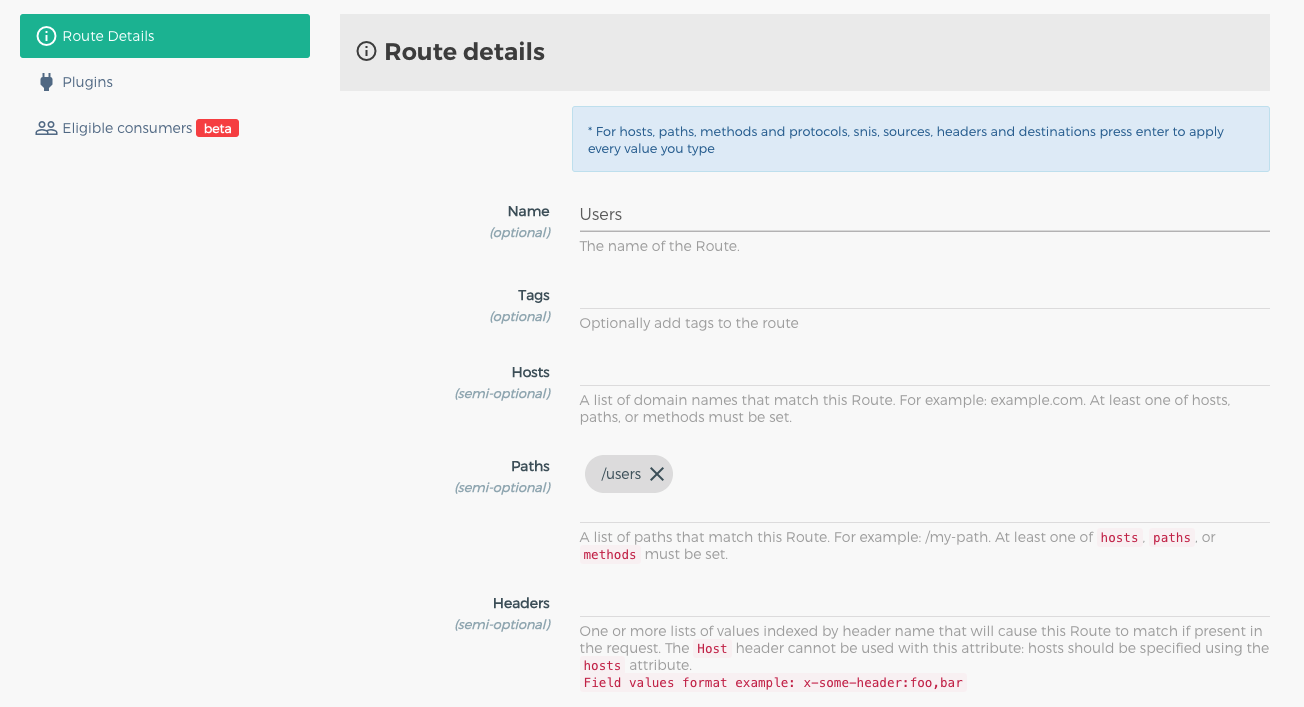 Route Details
Plugins
Eligible consumers beta
Route details
* For hosts, paths, methods and protocols, snis, sources, headers and destinations press enter to apply
every value you type
Name
(optional)
Users
The name of the Route.
Tags
(optional)
Optionally add tags to the route
Hosts
(semi-optional)
A list of domain names that match this Route. For example: example.com. At least one of hosts,
paths, or methods must be set.
Paths
(semi-optional)
/users
A list of paths that match this Route. For example: /my-path. At least one of hosts, paths, or
methods must be set.
Headers
(semi-optional)
One or more lists of values indexed by header name that will cause this Route to match if present in
the request. The Host header cannot be used with this attribute: hosts should be specified using the
hosts attribute.
Field values format example: x-some-header:foo,bar